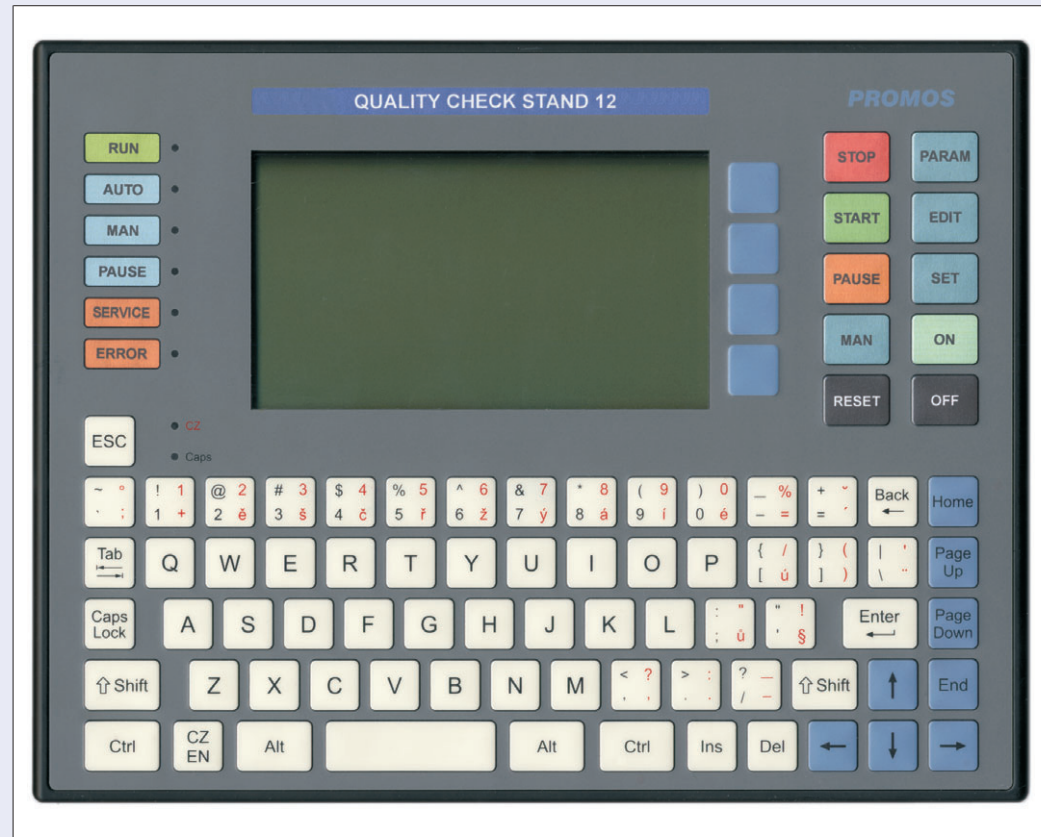 QUALITY CHECK STAND 12
PROMOS
RUN
AUTO
MAN
PAUSE
SERVICE
ERROR
STOP PARAM
START EDIT
PAUSE SET
MAN ON
RESET OFF
CZ
Caps
ESC
~ ° ` ; ! 1 1 + @ 2 2 ě # 3 3 š $ 4 4 č % 5 5 ř ^ 6 6 ž & 7 7 ý * 8 8 á ( 9 9 í ) 0 0 é _ % - = + ˇ = ´ Back ← Home
Tab Q W E R T Y U I O P { / [ ú } ( ] ) | ' \ ¨ Page Up
Caps Lock A S D F G H J K L : " ; ů " ! ' § Enter Page Down
⇧ Shift Z X C V B N M < ? , , > : . . ? _ / - ⇧ Shift ↑ End
Ctrl CZ EN Alt Alt Ctrl Ins Del ← ↓ →